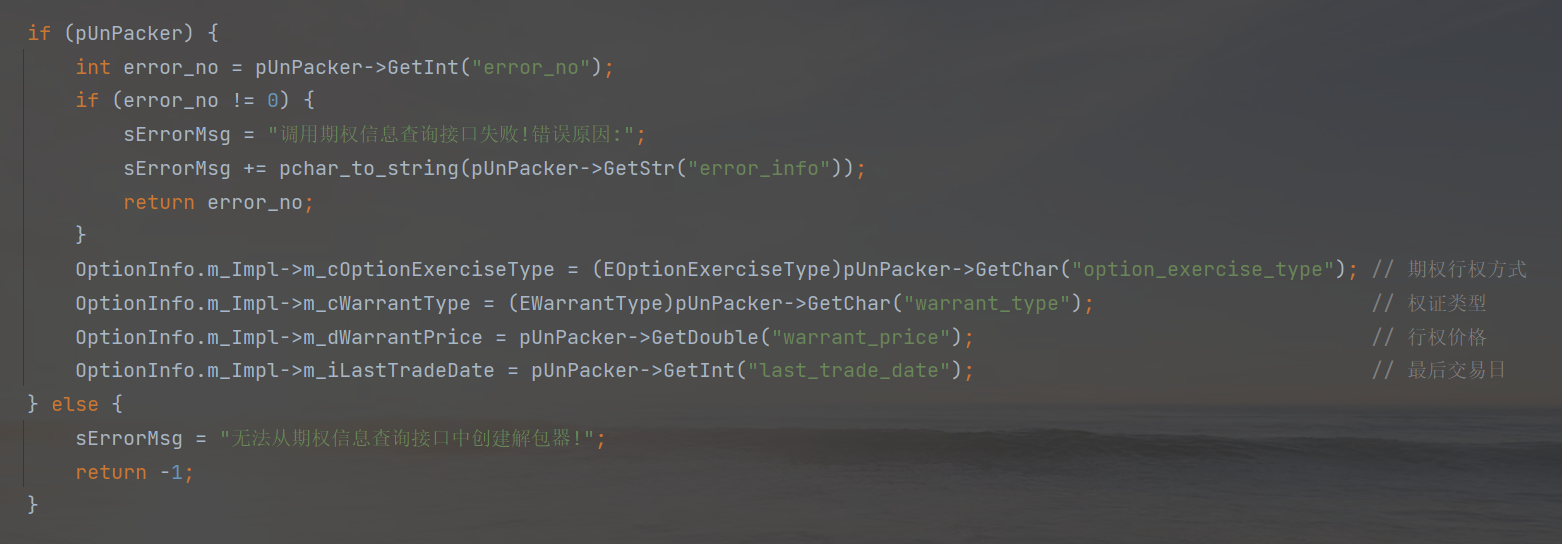 if (pUnPacker) {
int error_no = pUnPacker->GetInt("error_no");
if (error_no != 0) {
sErrorMsg = "调用期权信息查询接口失败!错误原因:";
sErrorMsg += pchar_to_string(pUnPacker->GetStr("error_info"));
return error_no;
}
OptionInfo.m_Impl->m_cOptionExerciseType = (EOptionExerciseType)pUnPacker->GetChar("option_exercise_type"); // 期权行权方式
OptionInfo.m_Impl->m_cWarrantType = (EWarrantType)pUnPacker->GetChar("warrant_type"); // 权证类型
OptionInfo.m_Impl->m_dWarrantPrice = pUnPacker->GetDouble("warrant_price"); // 行权价格
OptionInfo.m_Impl->m_iLastTradeDate = pUnPacker->GetInt("last_trade_date"); // 最后交易日
} else {
sErrorMsg = "无法从期权信息查询接口中创建解包器!";
return -1;
}